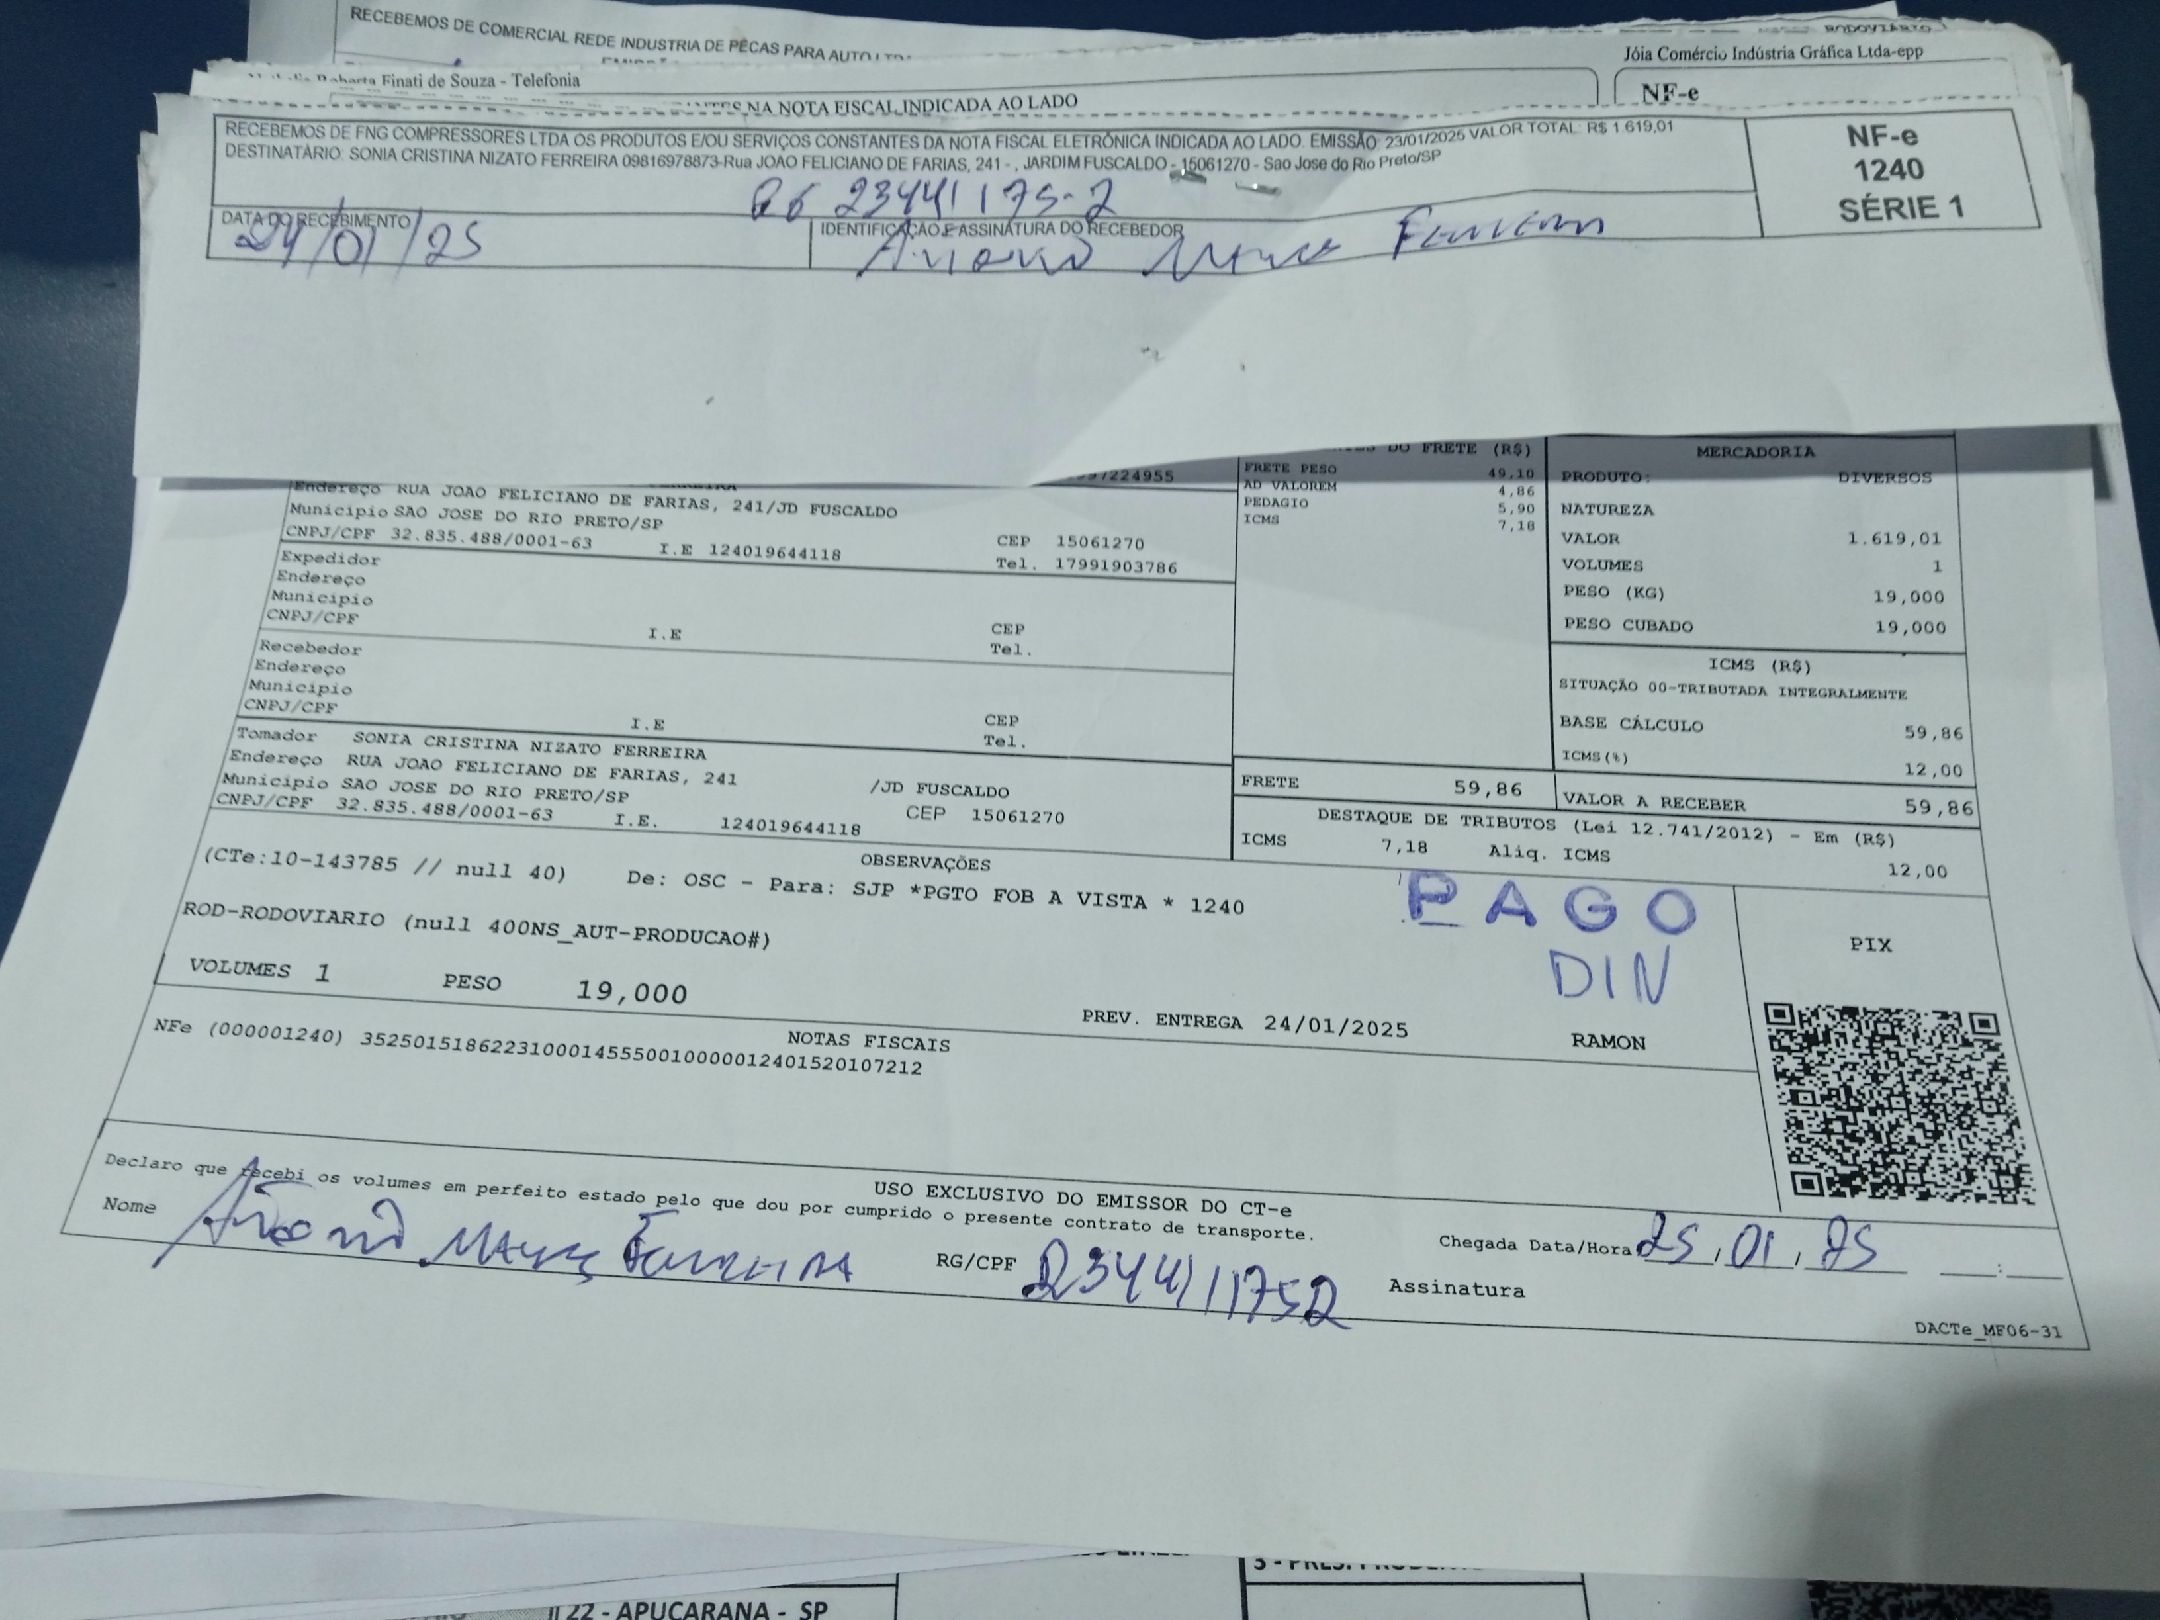 RECEBEMOS DE COMERCIAL REDE INDUSTRIA DE PEÇAS PARA AUTO LTDA
RODOVIÁRIO
Jóia Comércio Indústria Gráfica Ltda-epp
Roberta Finati de Souza - Telefonia
NF-e
NA NOTA FISCAL INDICADA AO LADO
RECEBEMOS DE FNG COMPRESSORES LTDA OS PRODUTOS E/OU SERVIÇOS CONSTANTES DA NOTA FISCAL ELETRÔNICA INDICADA AO LADO. EMISSÃO: 23/01/2025 VALOR TOTAL: R$ 1.619,01
DESTINATÁRIO: SONIA CRISTINA NIZATO FERREIRA 09816978873-Rua JOAO FELICIANO DE FARIAS, 241 - , JARDIM FUSCALDO - 15061270 - Sao Jose do Rio Preto/SP
NF-e
1240
SÉRIE 1
RG 23441175-2
DATA DO RECEBIMENTO
24/01/25
IDENTIFICAÇÃO E ASSINATURA DO RECEBEDOR
Ferreira
97224955
Endereço RUA JOAO FELICIANO DE FARIAS, 241/JD FUSCALDO
Município SAO JOSE DO RIO PRETO/SP
CEP 15061270
CNPJ/CPF 32.835.488/0001-63 I.E 124019644118
Tel. 17991903786
Expedidor
Endereço
Município
CEP
CNPJ/CPF I.E
Tel.
Recebedor
Endereço
Município
CEP
CNPJ/CPF I.E
Tel.
Tomador SONIA CRISTINA NIZATO FERREIRA
Endereço RUA JOAO FELICIANO DE FARIAS, 241 /JD FUSCALDO
Município SAO JOSE DO RIO PRETO/SP CEP 15061270
CNPJ/CPF 32.835.488/0001-63 I.E. 124019644118
DO FRETE (R$)
FRETE PESO 49,10
AD VALOREM 4,86
PEDAGIO 5,90
ICMS 7,18
MERCADORIA
PRODUTO: DIVERSOS
NATUREZA
VALOR 1.619,01
VOLUMES 1
PESO (KG) 19,000
PESO CUBADO 19,000
ICMS (R$)
SITUAÇÃO 00-TRIBUTADA INTEGRALMENTE
BASE CÁLCULO 59,86
ICMS(%) 12,00
FRETE 59,86
VALOR A RECEBER 59,86
DESTAQUE DE TRIBUTOS (Lei 12.741/2012) - Em (R$)
ICMS 7,18 Aliq. ICMS 12,00
OBSERVAÇÕES
(CTe:10-143785 // null 40) De: OSC - Para: SJP *PGTO FOB A VISTA * 1240
PAGO
DIN
ROD-RODOVIARIO (null 400NS_AUT-PRODUCAO#)
PIX
VOLUMES 1 PESO 19,000
PREV. ENTREGA 24/01/2025 RAMON
NOTAS FISCAIS
NFe (000001240) 35250151862231000145550010000012401520107212
USO EXCLUSIVO DO EMISSOR DO CT-e
Declaro que recebi os volumes em perfeito estado pelo que dou por cumprido o presente contrato de transporte.
Nome Ferreira
RG/CPF 234411752
Chegada Data/Hora 25,01,25 :
Assinatura
DACTe_MF06-31
22 - APUCARANA - SP